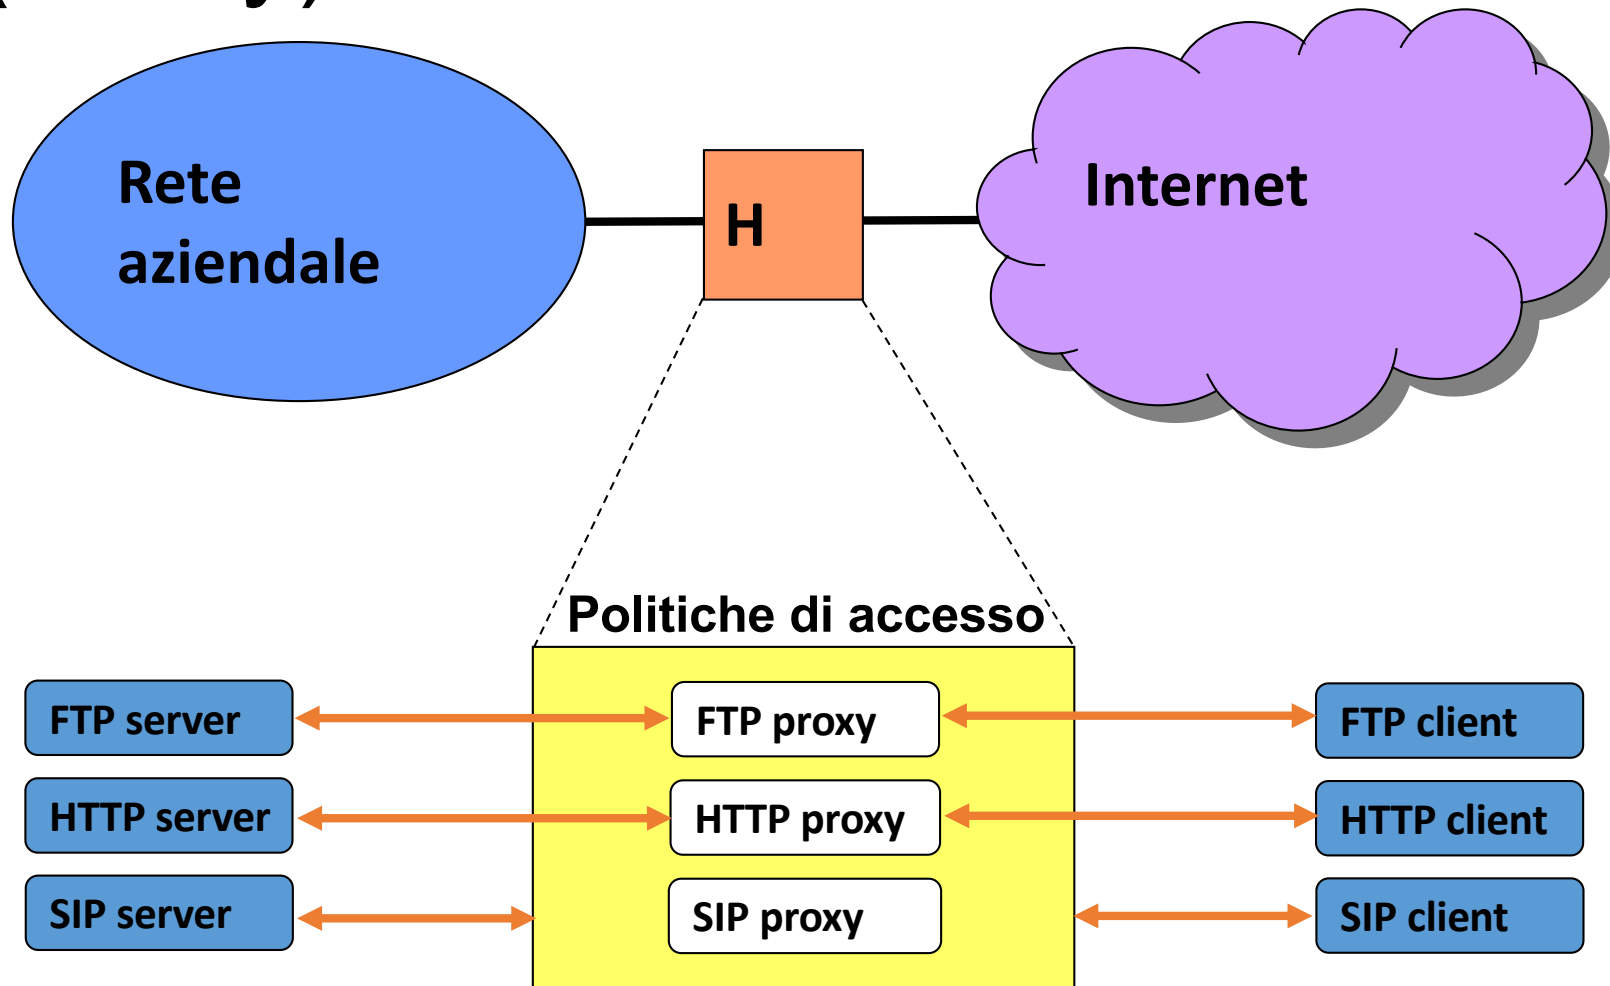 Rete
aziendale
H
Internet
Politiche di accesso
FTP server
FTP proxy
FTP client
HTTP server
HTTP proxy
HTTP client
SIP server
SIP proxy
SIP client